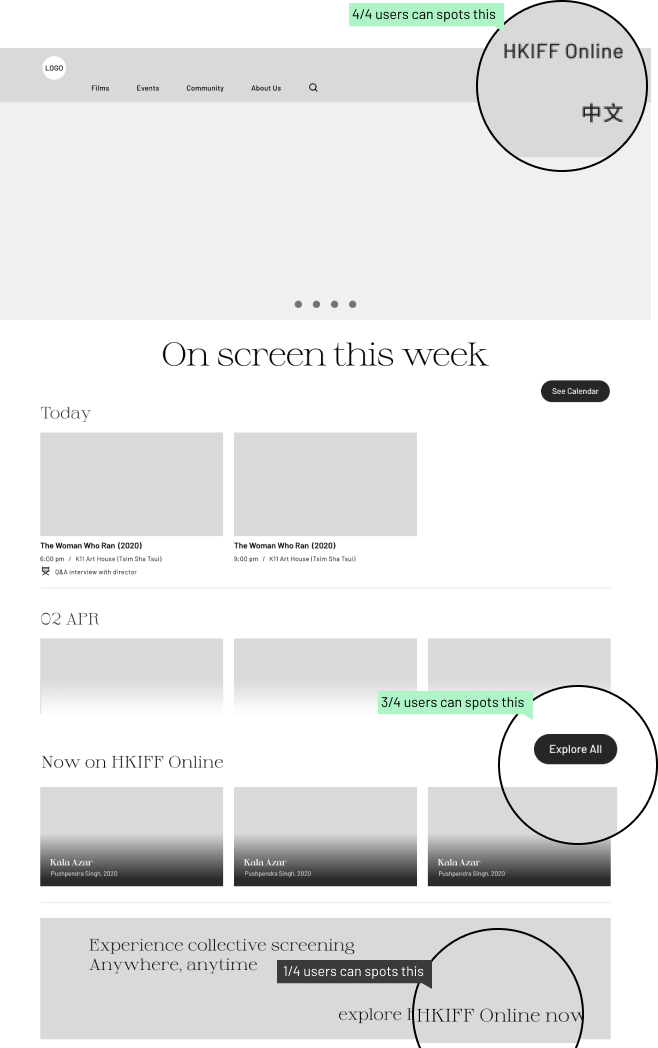 4/4 users can spots this
LOGO
HKIFF Online
Films Events Community About Us
中文
On screen this week
See Calendar
Today
The Woman Who Ran (2020)
6:00 pm / K11 Art House (Tsim Sha Tsui)
Q&A interview with director
The Woman Who Ran (2020)
9:00 pm / K11 Art House (Tsim Sha Tsui)
02 APR
3/4 users can spots this
Explore All
Now on HKIFF Online
Kala Azar
Pushpendra Singh, 2020
Kala Azar
Pushpendra Singh, 2020
Kala Azar
Pushpendra Singh, 2020
Experience collective screening
Anywhere, anytime
1/4 users can spots this
explore HKIFF Online now